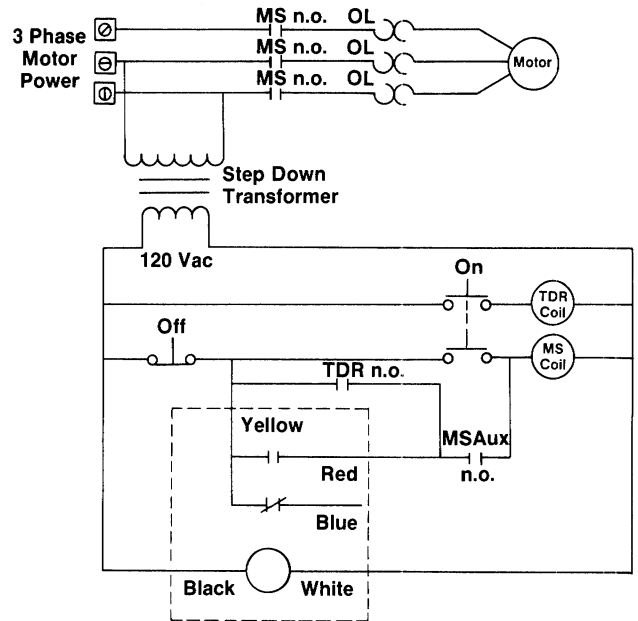 3 Phase
Motor
Power
MS n.o. OL
MS n.o. OL
MS n.o. OL
Motor
Step Down
Transformer
120 Vac
On
TDR
Coil
Off
MS
Coil
TDR n.o.
Yellow
MSAux
n.o.
Red
Blue
Black
White